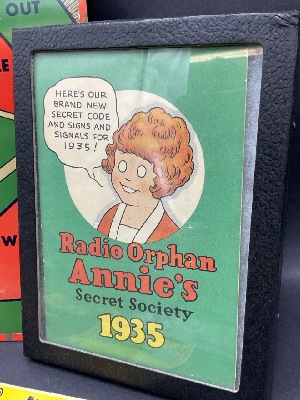 OUT
HERE'S OUR
BRAND NEW
SECRET CODE
AND SIGNS AND
SIGNALS FOR
1935!
Radio Orphan
Annie's
Secret Society
1935